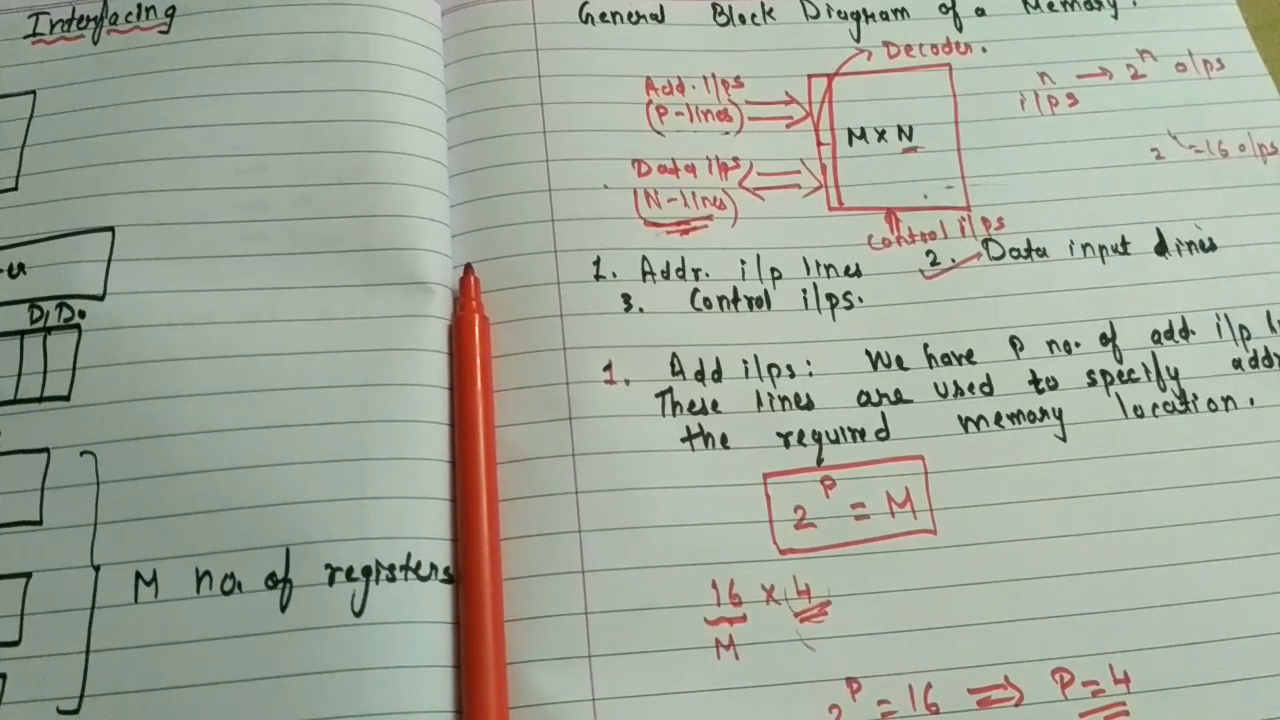 Interfacing
D₁ D₀
M no. of registers
General Block Diagram of a Memory.
Decoder.
Add. i/ps
(P-lines)
M x N
n → 2ⁿ o/ps
i/ps
=16 o/ps
Data i/ps
(N-lines)
Control i/ps
1. Addr. i/p lines 2. Data input lines
3. Control i/ps.
1. Add i/ps: We have P no. of add. i/p
These lines are used to specify
the required memory location.
2ᴾ = M
16 x 4
M
2ᴾ = 16 ⇒ P=4